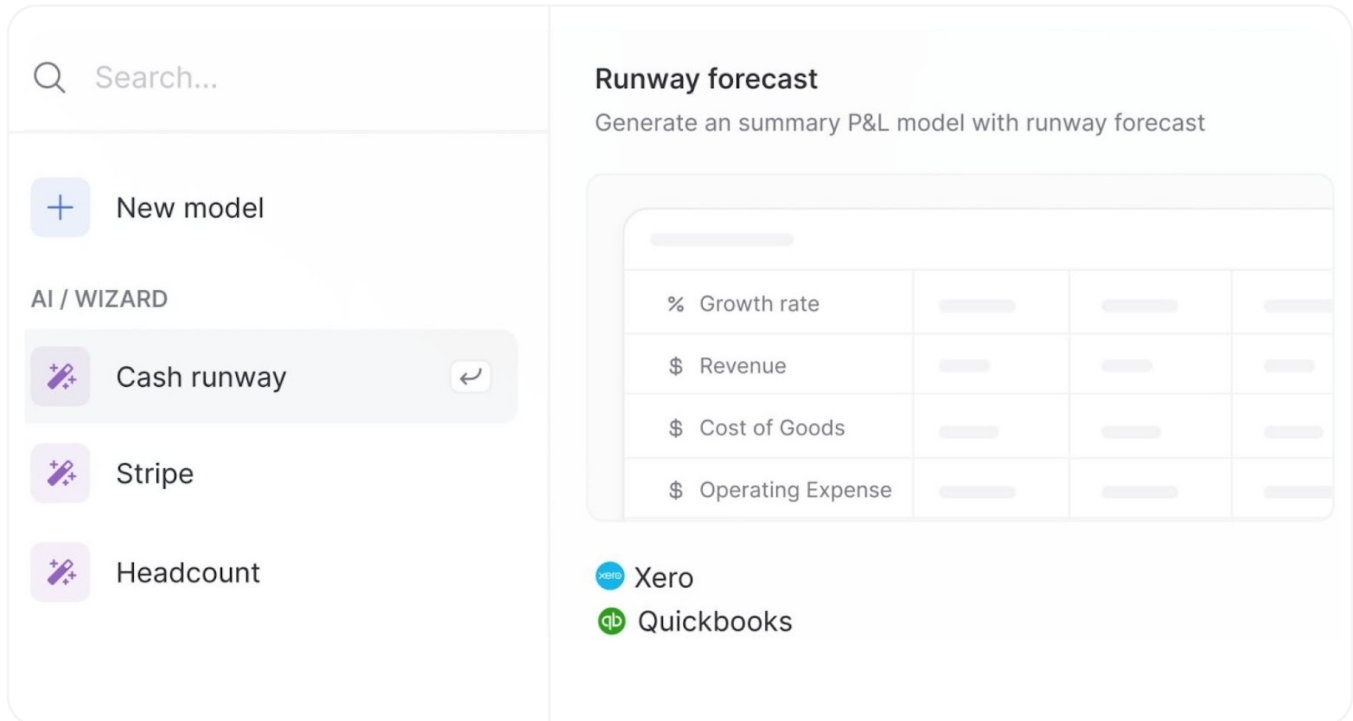 Search...
New model
AI / WIZARD
Cash runway
Stripe
Headcount
Runway forecast
Generate an summary P&L model with runway forecast
% Growth rate
$ Revenue
$ Cost of Goods
$ Operating Expense
xero Xero
qb Quickbooks